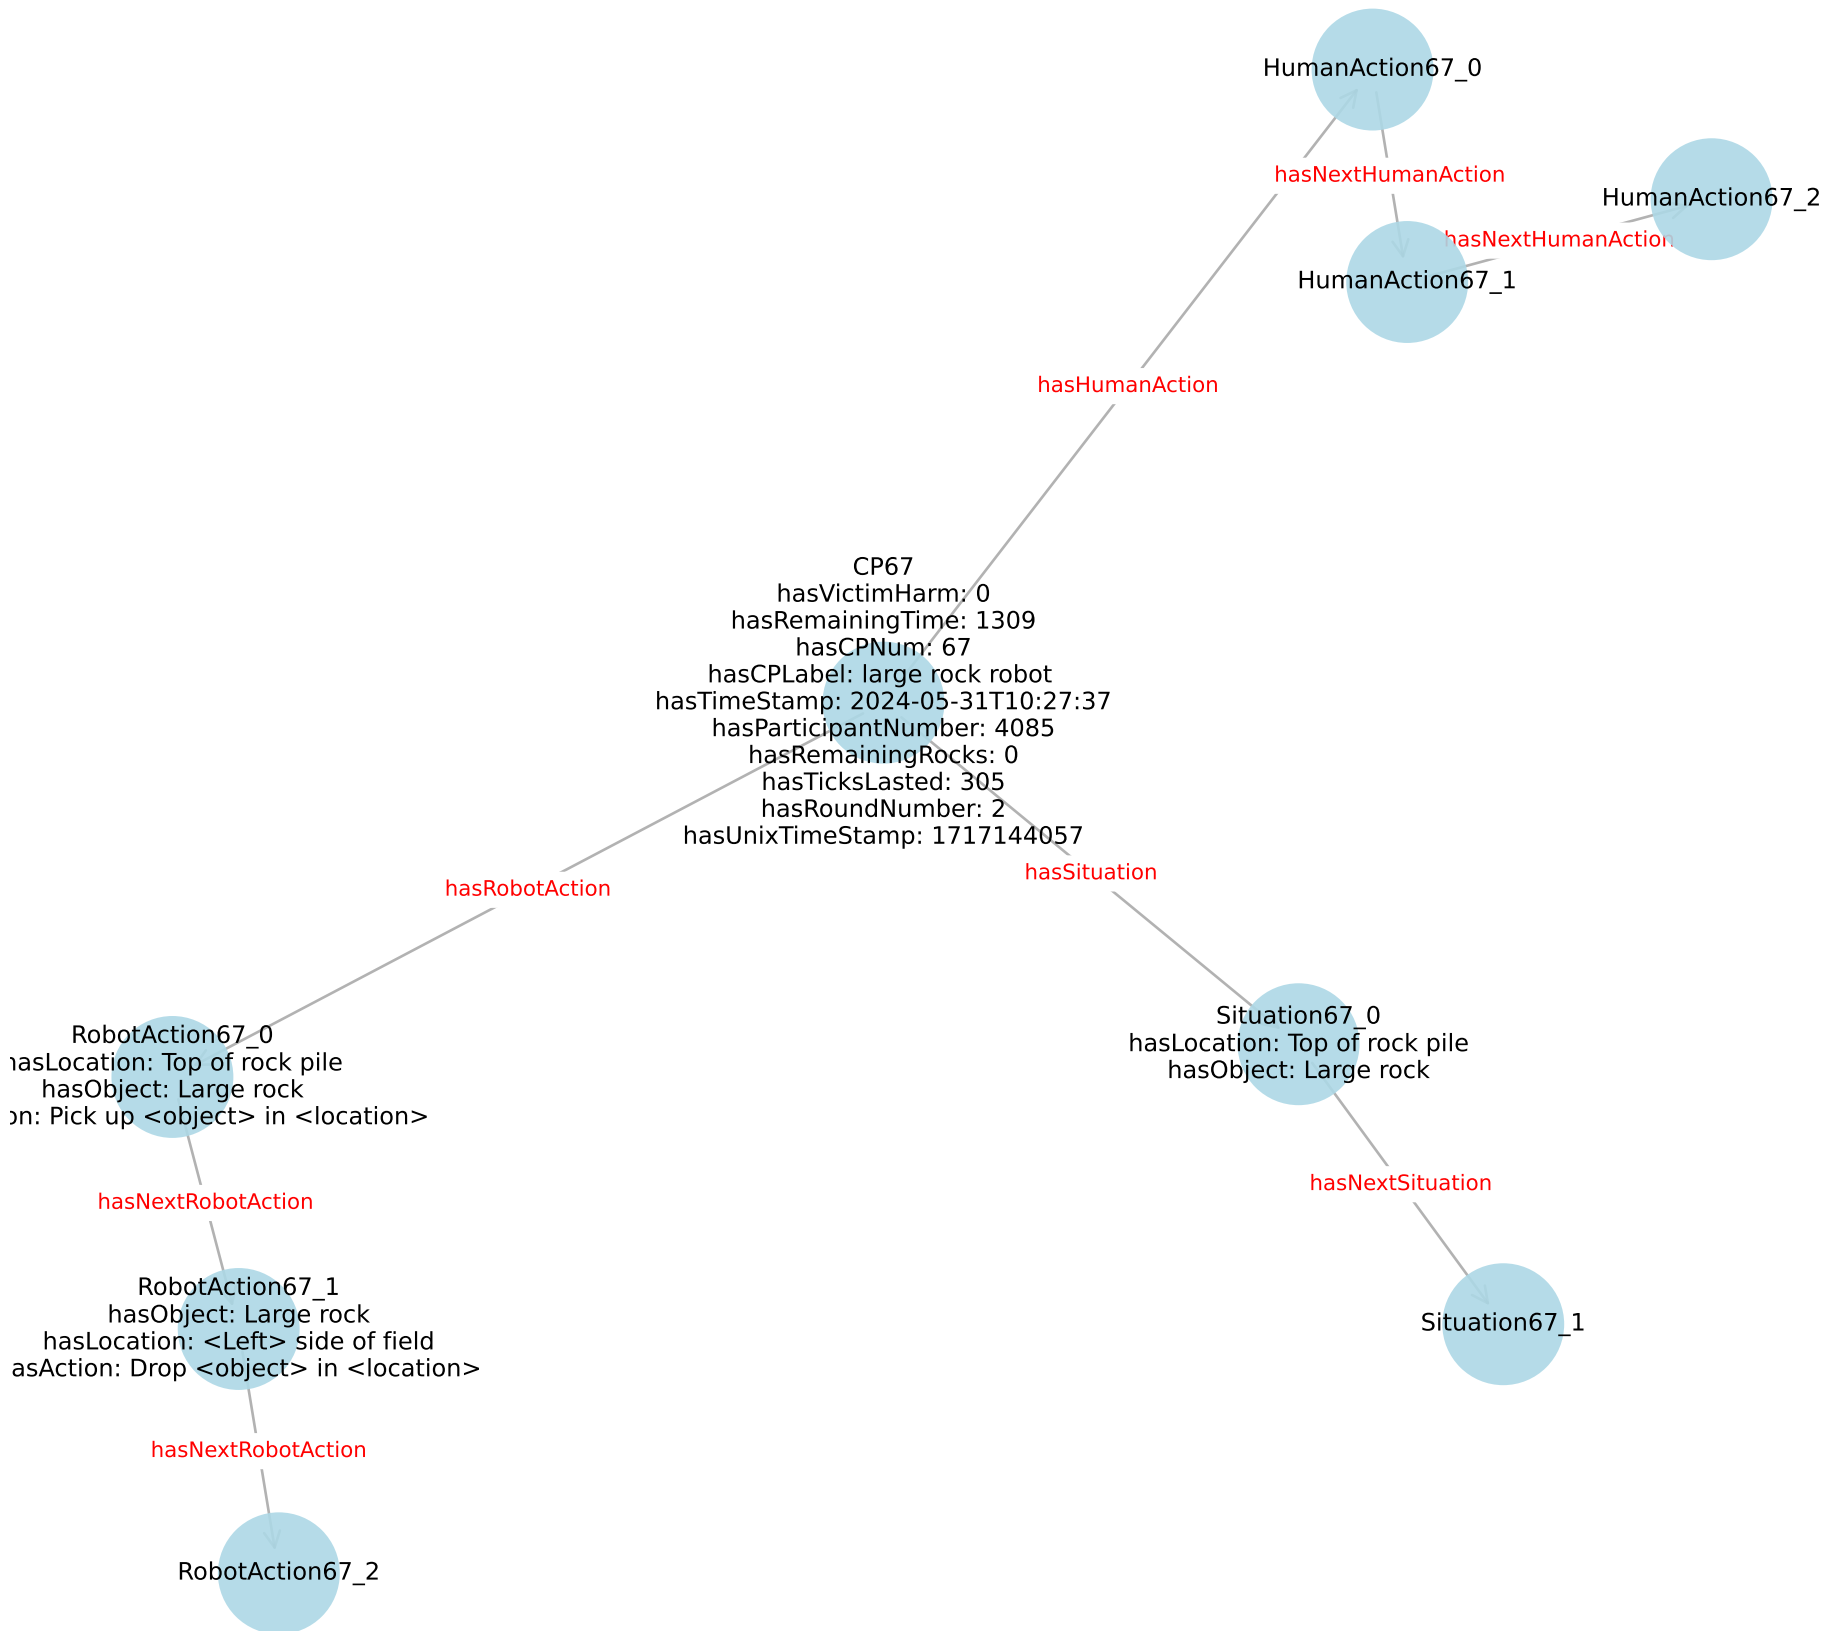 HumanAction67_0
hasNextHumanAction
HumanAction67_2
hasNextHumanAction
HumanAction67_1
hasHumanAction
CP67
hasVictimHarm: 0
hasRemainingTime: 1309
hasCPNum: 67
hasCPLabel: large rock robot
hasTimeStamp: 2024-05-31T10:27:37
hasParticipantNumber: 4085
hasRemainingRocks: 0
hasTicksLasted: 305
hasRoundNumber: 2
hasUnixTimeStamp: 1717144057
hasSituation
hasRobotAction
Situation67_0
hasLocation: Top of rock pile
hasObject: Large rock
RobotAction67_0
hasLocation: Top of rock pile
hasObject: Large rock
on: Pick up <object> in <location>
hasNextSituation
hasNextRobotAction
RobotAction67_1
hasObject: Large rock
hasLocation: <Left> side of field
asAction: Drop <object> in <location>
Situation67_1
hasNextRobotAction
RobotAction67_2